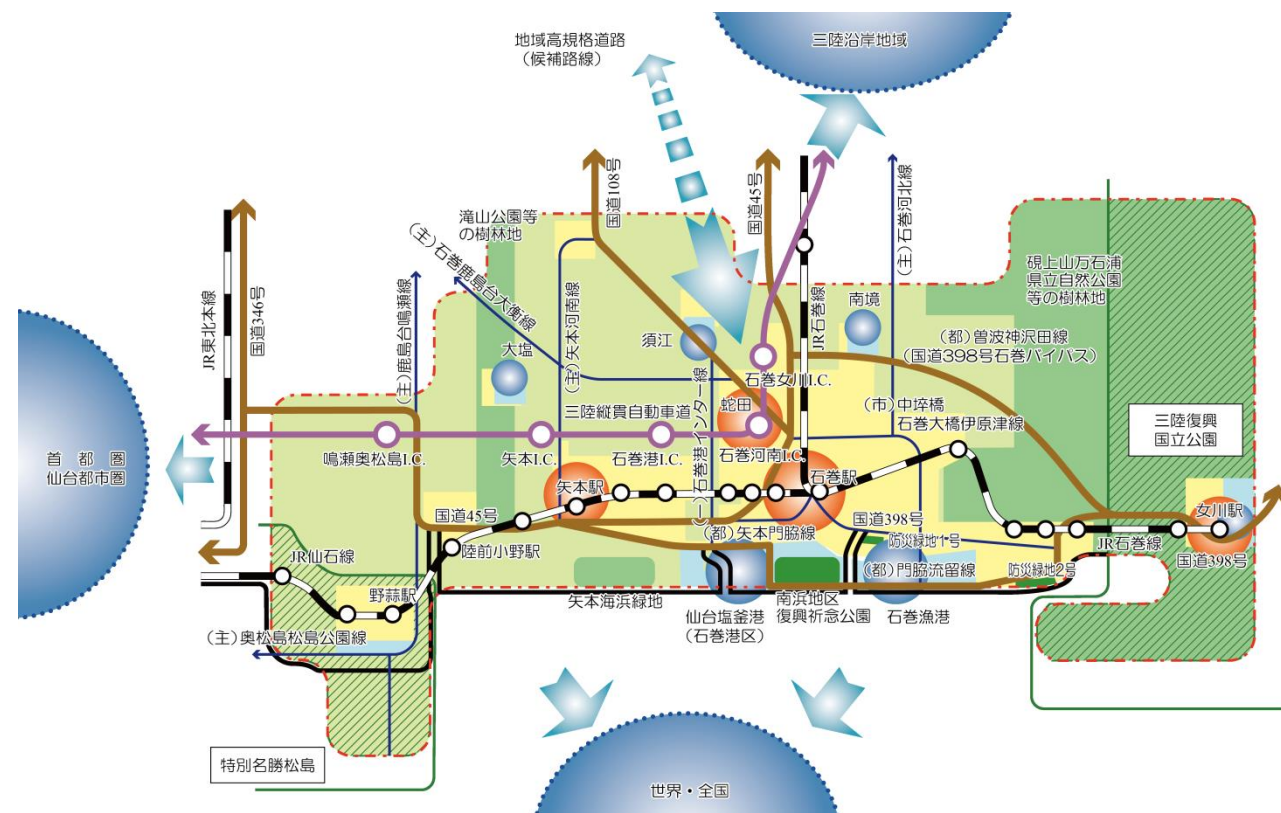 地域高規格道路
（候補路線）
三陸沿岸地域
国道108号
国道45号
滝山公園等
の樹林地
(主)石巻鹿島台大衡線
(主)石巻河北線
JR東北本線
国道346号
(主)鹿島台鳴瀬線
(主)矢本河南線
JR石巻線
硯上山万石浦
県立自然公園
等の樹林地
南境
須江
大塩
(都)曽波神沢田線
(国道398号石巻バイパス)
石巻女川I.C.
蛇田
(市)中埣橋
石巻大橋伊原津線
三陸縦貫自動車道
(一)石巻港インター線
三陸復興
国立公園
首都圏
仙台都市圏
鳴瀬奥松島I.C.
矢本I.C.
石巻港I.C.
石巻河南I.C.
矢本駅
石巻駅
女川駅
国道45号
国道398号
(都)矢本門脇線
防災緑地1号
JR石巻線
国道398号
JR仙石線
陸前小野駅
(都)門脇流留線
防災緑地2号
野蒜駅
矢本海浜緑地
仙台塩釜港
(石巻港区)
南浜地区
復興祈念公園
石巻漁港
(主)奥松島松島公園線
特別名勝松島
世界・全国